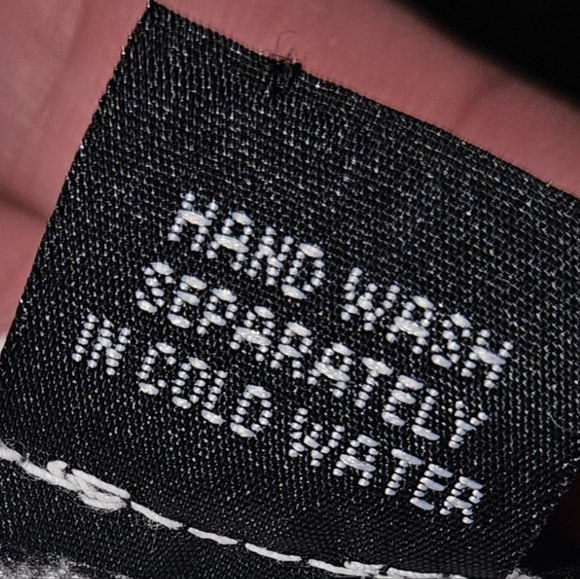 HAND WASH
SEPARATELY
IN COLD WATER